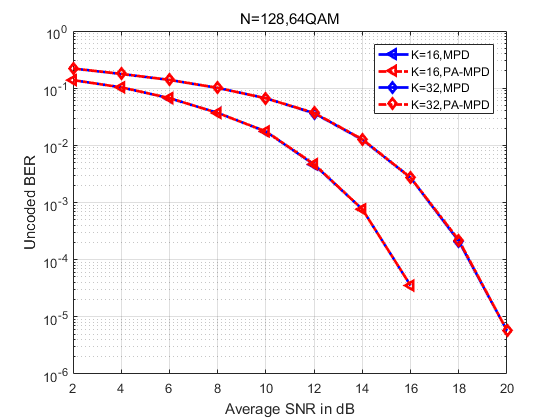 N=128,64QAM
10^0
10^-1
10^-2
10^-3
10^-4
10^-5
10^-6
Uncoded BER
K=16,MPD
K=16,PA-MPD
K=32,MPD
K=32,PA-MPD
2 4 6 8 10 12 14 16 18 20
Average SNR in dB